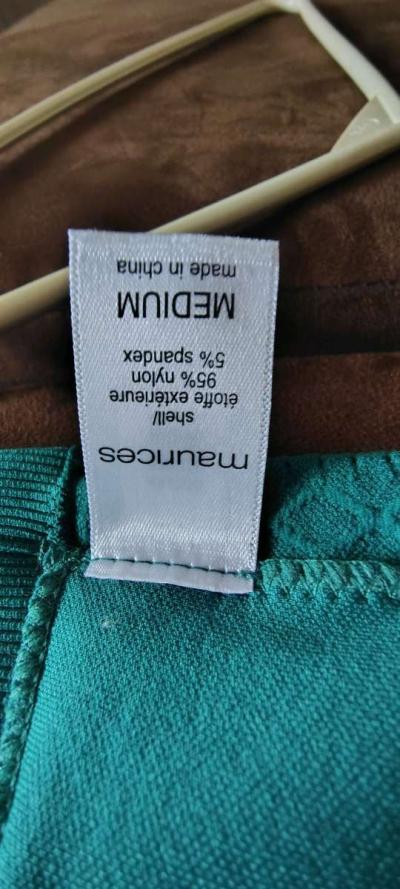 maurices
shell/
étoffe extérieure
95% nylon
5% spandex
MEDIUM
made in china